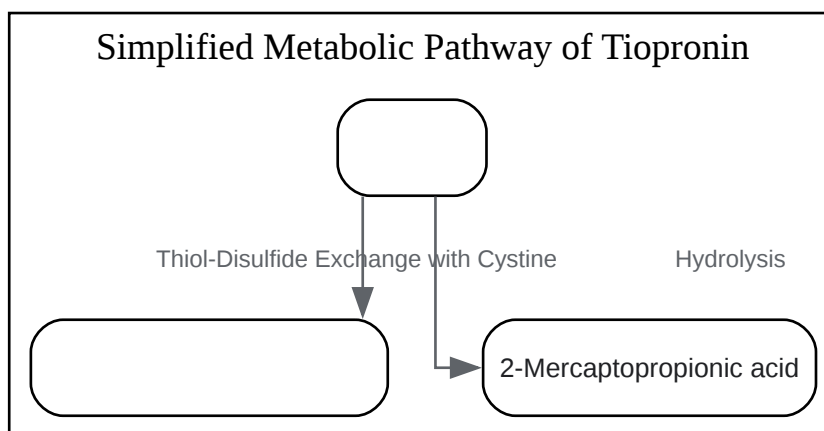 Simplified Metabolic Pathway of Tiopronin
Thiol-Disulfide Exchange with Cystine
Hydrolysis
2-Mercaptopropionic acid